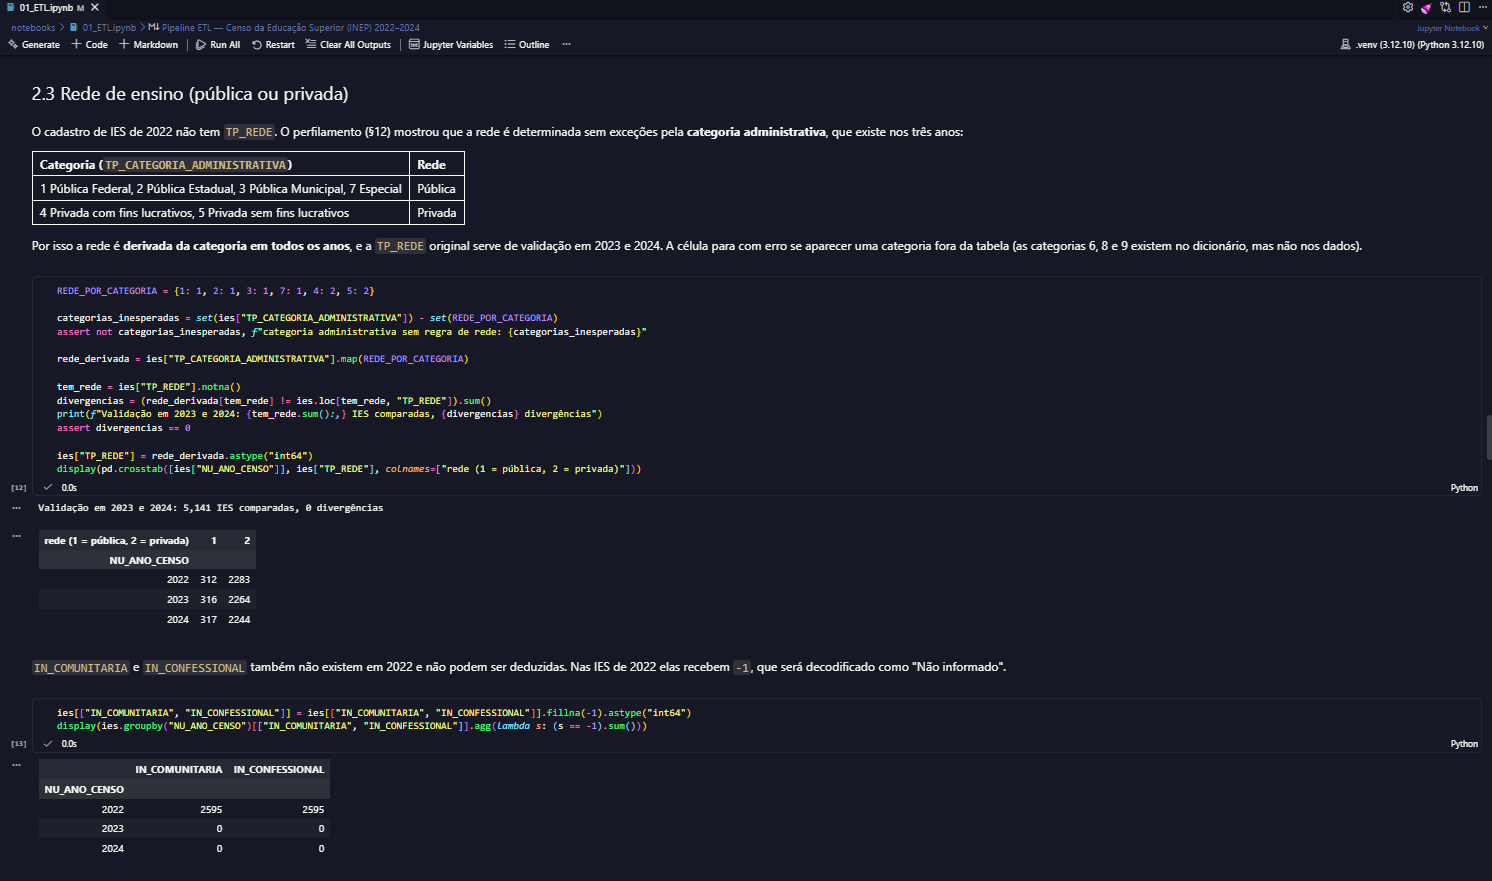 01_ETL.ipynb M
notebooks > 01_ETL.ipynb > M↓ Pipeline ETL — Censo da Educação Superior (INEP) 2022–2024
Jupyter Notebook
Generate + Code + Markdown | Run All Restart Clear All Outputs | Jupyter Variables Outline ···
.venv (3.12.10) (Python 3.12.10)
2.3 Rede de ensino (pública ou privada)
O cadastro de IES de 2022 não tem TP_REDE. O perfilamento (§12) mostrou que a rede é determinada sem exceções pela categoria administrativa, que existe nos três anos:
Categoria (TP_CATEGORIA_ADMINISTRATIVA) Rede
1 Pública Federal, 2 Pública Estadual, 3 Pública Municipal, 7 Especial Pública
4 Privada com fins lucrativos, 5 Privada sem fins lucrativos Privada
Por isso a rede é derivada da categoria em todos os anos, e a TP_REDE original serve de validação em 2023 e 2024. A célula para com erro se aparecer uma categoria fora da tabela (as categorias 6, 8 e 9 existem no dicionário, mas não nos dados).
REDE_POR_CATEGORIA = {1: 1, 2: 1, 3: 1, 7: 1, 4: 2, 5: 2}
categorias_inesperadas = set(ies["TP_CATEGORIA_ADMINISTRATIVA"]) - set(REDE_POR_CATEGORIA)
assert not categorias_inesperadas, f"categoria administrativa sem regra de rede: {categorias_inesperadas}"
rede_derivada = ies["TP_CATEGORIA_ADMINISTRATIVA"].map(REDE_POR_CATEGORIA)
tem_rede = ies["TP_REDE"].notna()
divergencias = (rede_derivada[tem_rede] != ies.loc[tem_rede, "TP_REDE"]).sum()
print(f"Validação em 2023 e 2024: {tem_rede.sum():,} IES comparadas, {divergencias} divergências")
assert divergencias == 0
ies["TP_REDE"] = rede_derivada.astype("int64")
display(pd.crosstab([ies["NU_ANO_CENSO"]], ies["TP_REDE"], colnames=["rede (1 = pública, 2 = privada)"]))
[12] ✓ 0.0s Python
Validação em 2023 e 2024: 5,141 IES comparadas, 0 divergências
rede (1 = pública, 2 = privada) 1 2
NU_ANO_CENSO
2022 312 2283
2023 316 2264
2024 317 2244
IN_COMUNITARIA e IN_CONFESSIONAL também não existem em 2022 e não podem ser deduzidas. Nas IES de 2022 elas recebem -1, que será decodificado como "Não informado".
ies[["IN_COMUNITARIA", "IN_CONFESSIONAL"]] = ies[["IN_COMUNITARIA", "IN_CONFESSIONAL"]].fillna(-1).astype("int64")
display(ies.groupby("NU_ANO_CENSO")[["IN_COMUNITARIA", "IN_CONFESSIONAL"]].agg(lambda s: (s == -1).sum()))
[13] ✓ 0.0s Python
IN_COMUNITARIA IN_CONFESSIONAL
NU_ANO_CENSO
2022 2595 2595
2023 0 0
2024 0 0